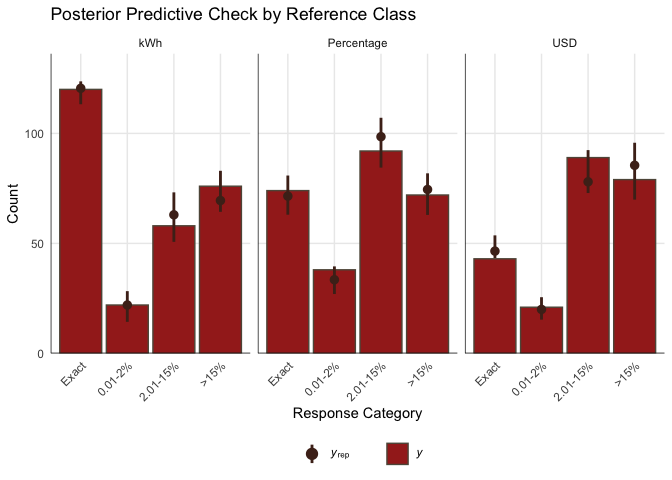 Posterior Predictive Check by Reference Class
kWh Percentage USD
Count
100
50
0
Exact 0.01-2% 2.01-15% >15% Exact 0.01-2% 2.01-15% >15% Exact 0.01-2% 2.01-15% >15%
Response Category
y_rep y